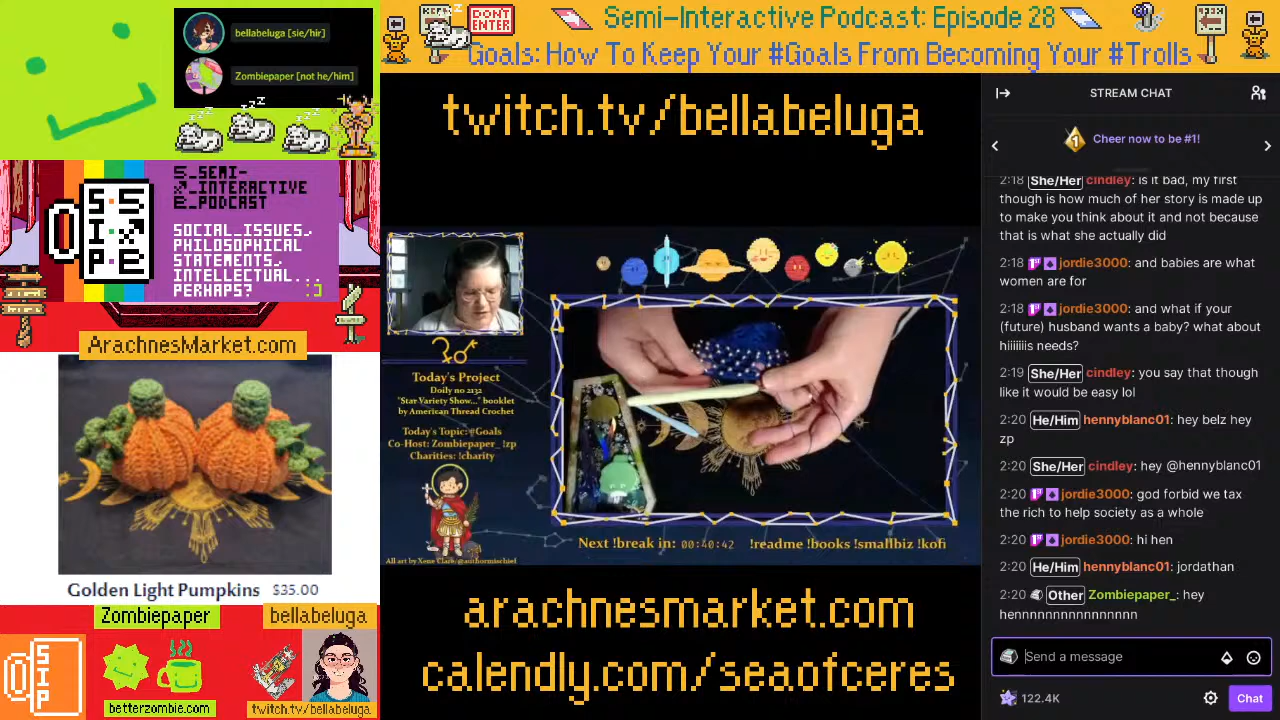 bellabeluga [sie/hir]
Zombiepaper [not he/him]
KEEP
DON'T
ENTER
Semi-Interactive Podcast: Episode 28
Goals: How To Keep Your #Goals From Becoming Your #Trolls
SEMI-
INTERACTIVE
PODCAST
SOCIAL ISSUES,
PHILOSOPHICAL
STATEMENTS,
INTELLECTUAL...
PERHAPS? :J
S
I
P
ArachnesMarket.com
Golden Light Pumpkins $35.00
Zombiepaper
bellabeluga
S
I
P
betterzombie.com
twitch.tv/bellabeluga
twitch.tv/bellabeluga
Today's Project
Doily no 2132
"Star Variety Show..." booklet
by American Thread Crochet
Today's Topic: #Goals
Co-Host: Zombiepaper_ !zp
Charities: !charity
All art by Xene Clare/@authormischief
Next !break in: 00:40:42 !readme !books !smallbiz !kofi
arachnesmarket.com
calendly.com/seaofceres
STREAM CHAT
1 Cheer now to be #1!
2:18 She/Her cindley: is it bad, my first
though is how much of her story is made up
to make you think about it and not because
that is what she actually did
2:18 jordie3000: and babies are what
women are for
2:18 jordie3000: and what if your
(future) husband wants a baby? what about
hiiiiiis needs?
2:19 She/Her cindley: you say that though
like it would be easy lol
2:20 He/Him hennyblanc01: hey belz hey
zp
2:20 She/Her cindley: hey @hennyblanc01
2:20 jordie3000: god forbid we tax
the rich to help society as a whole
2:20 jordie3000: hi hen
2:20 He/Him hennyblanc01: jordathan
2:20 Other Zombiepaper_: hey
hennnnnnnnnnnnnnn
Send a message
122.4K
Chat